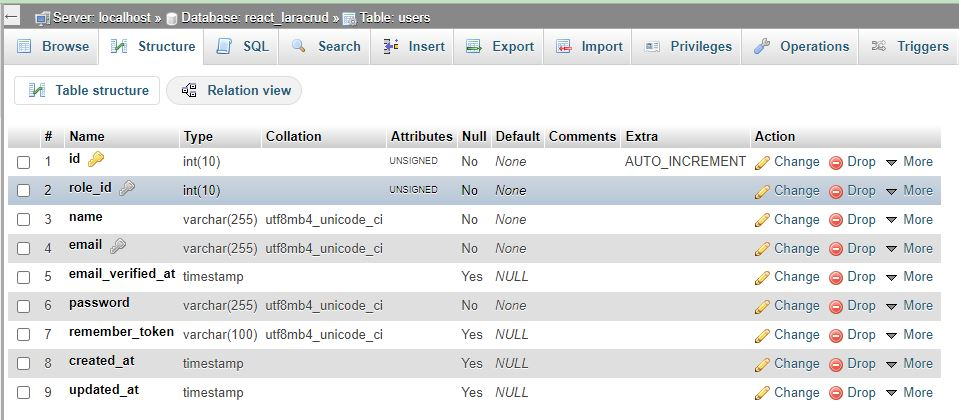 Server: localhost » Database: react_laracrud » Table: users
Browse Structure SQL Search Insert Export Import Privileges Operations Triggers
Table structure Relation view
# Name Type Collation Attributes Null Default Comments Extra Action
1 id int(10) UNSIGNED No None AUTO_INCREMENT Change Drop More
2 role_id int(10) UNSIGNED No None Change Drop More
3 name varchar(255) utf8mb4_unicode_ci No None Change Drop More
4 email varchar(255) utf8mb4_unicode_ci No None Change Drop More
5 email_verified_at timestamp Yes NULL Change Drop More
6 password varchar(255) utf8mb4_unicode_ci No None Change Drop More
7 remember_token varchar(100) utf8mb4_unicode_ci Yes NULL Change Drop More
8 created_at timestamp Yes NULL Change Drop More
9 updated_at timestamp Yes NULL Change Drop More